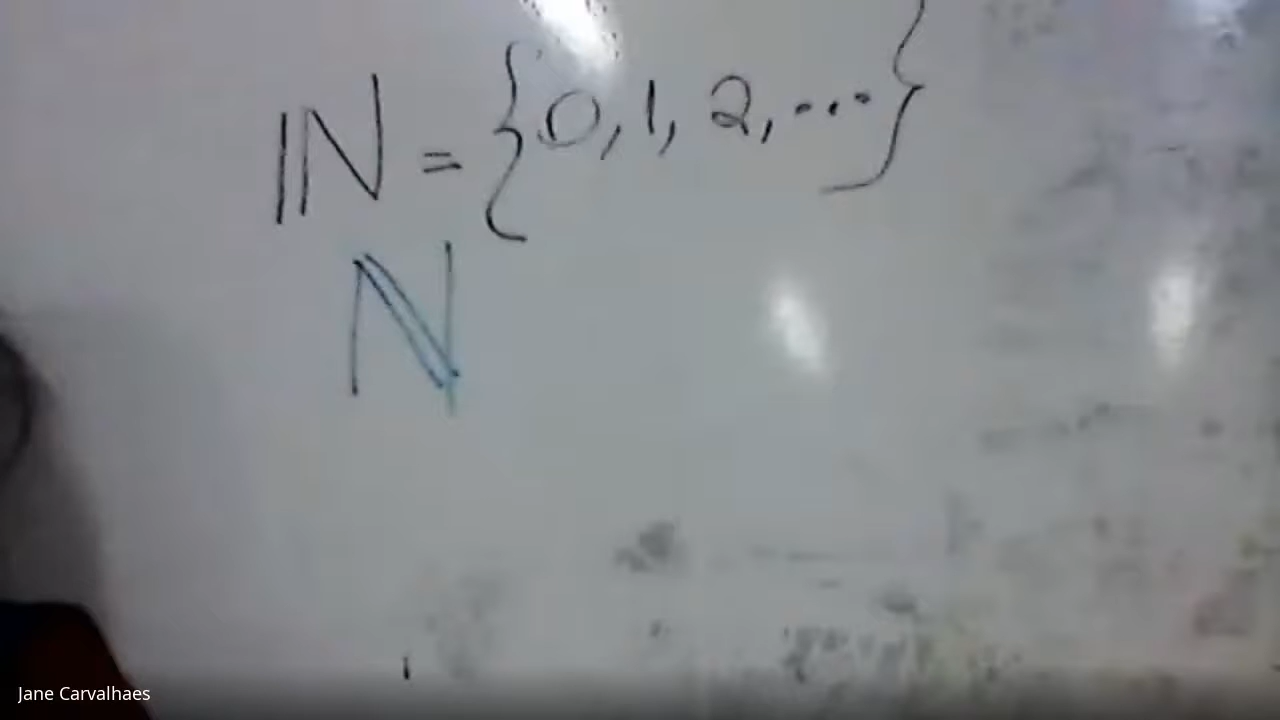 ℕ = {0, 1, 2, ...}
ℕ
Jane Carvalhaes